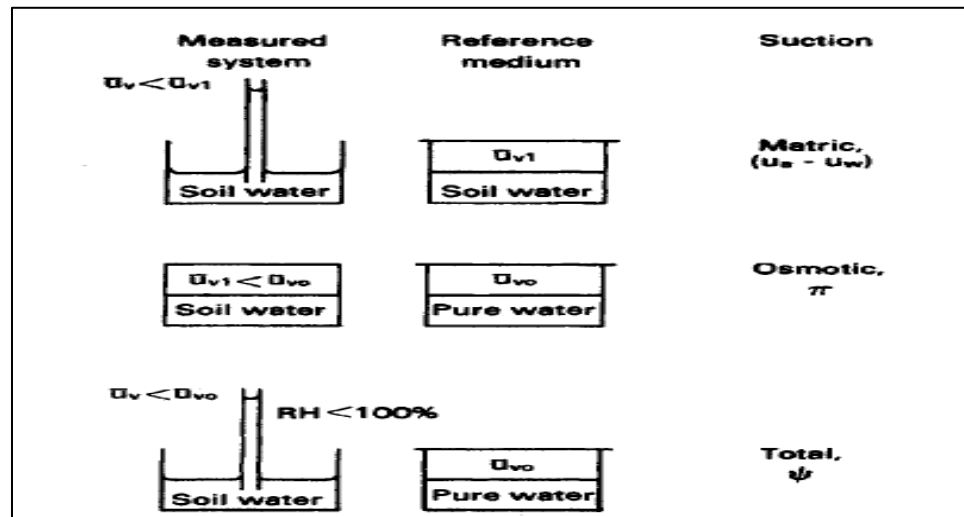 Measured system
Reference medium
Suction
ūv < ūv1
ūv1
Soil water
Soil water
Matric,
(ua - uw)
ūv1 < ūvo
ūvo
Soil water
Pure water
Osmotic,
π
ūv < ūvo
RH < 100%
ūvo
Soil water
Pure water
Total,
ψ